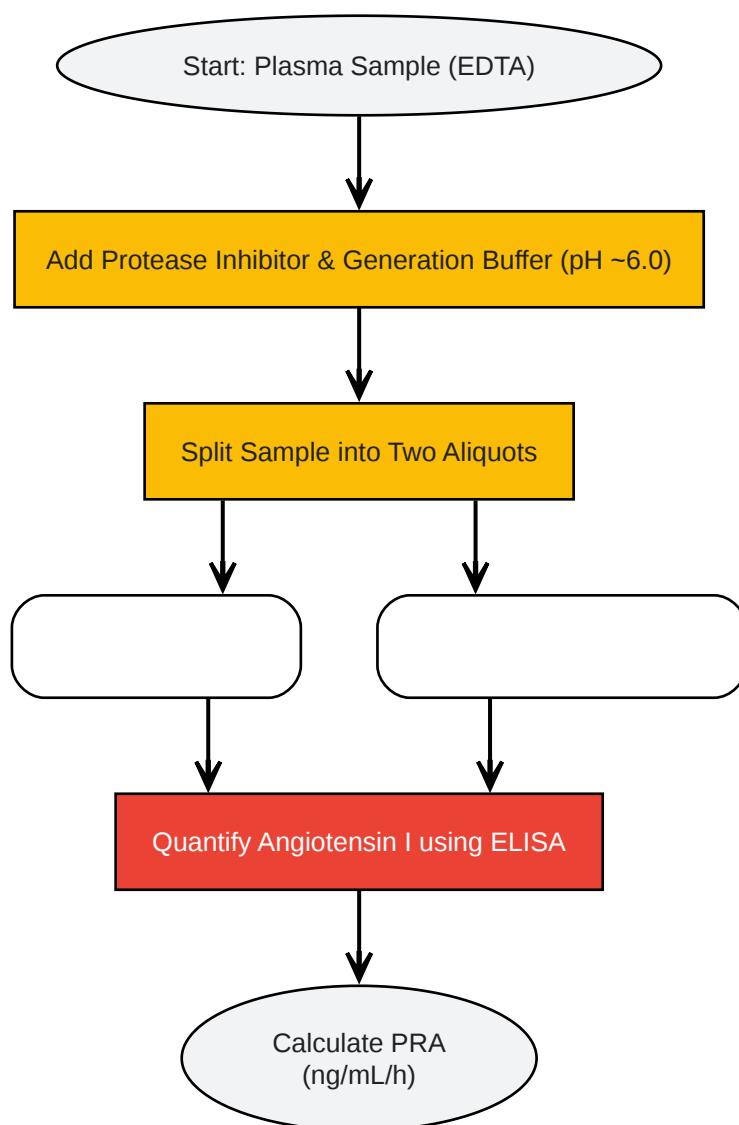 Start: Plasma Sample (EDTA)
Add Protease Inhibitor & Generation Buffer (pH ~6.0)
Split Sample into Two Aliquots
Quantify Angiotensin I using ELISA
Calculate PRA
(ng/mL/h)